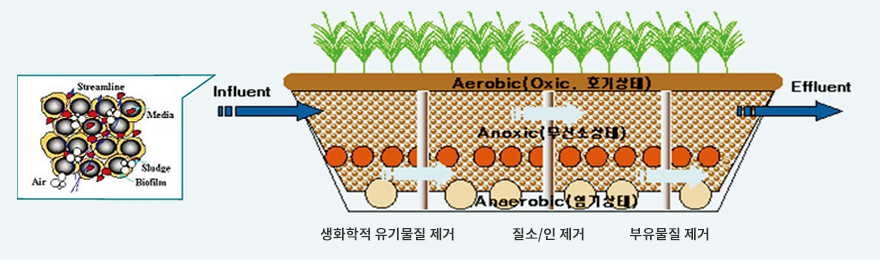 Streamline
Media
Sludge
Biofilm
Air
Influent
Aerobic(Oxic. 호기상태)
Effluent
Anoxic(무산소상태)
Anaerobic(혐기상태)
생화학적 유기물질 제거
질소/인 제거
부유물질 제거